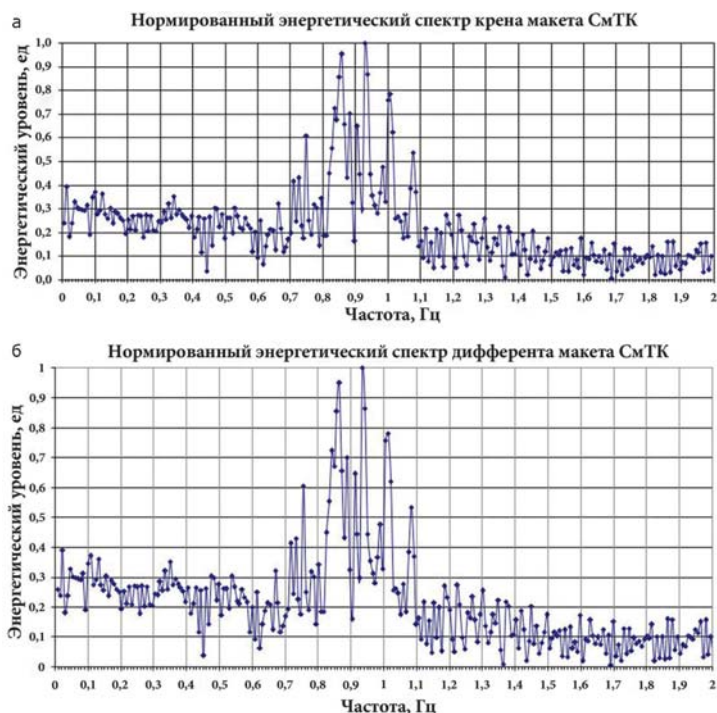 а
Нормированный энергетический спектр крена макета СмТК
Энергетический уровень, ед
1,0
0,9
0,8
0,7
0,6
0,5
0,4
0,3
0,2
0,1
0,0
0 0,1 0,2 0,3 0,4 0,5 0,6 0,7 0,8 0,9 1 1,1 1,2 1,3 1,4 1,5 1,6 1,7 1,8 1,9 2
Частота, Гц
б
Нормированный энергетический спектр дифферента макета СмТК
Энергетический уровень, ед
1
0,9
0,8
0,7
0,6
0,5
0,4
0,3
0,2
0,1
0
0 0,1 0,2 0,3 0,4 0,5 0,6 0,7 0,8 0,9 1 1,1 1,2 1,3 1,4 1,5 1,6 1,7 1,8 1,9 2
Частота, Гц